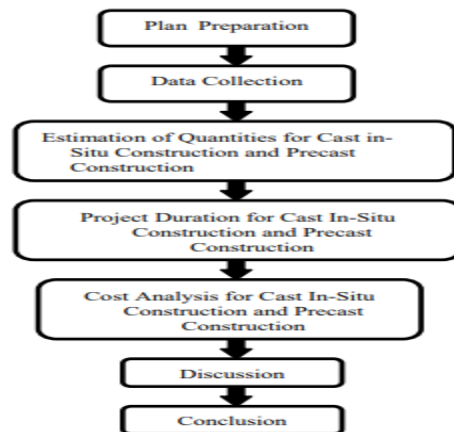 Plan Preparation
Data Collection
Estimation of Quantities for Cast in-
Situ Construction and Precast
Construction
Project Duration for Cast In-Situ
Construction and Precast
Construction
Cost Analysis for Cast In-Situ
Construction and Precast
Construction
Discussion
Conclusion